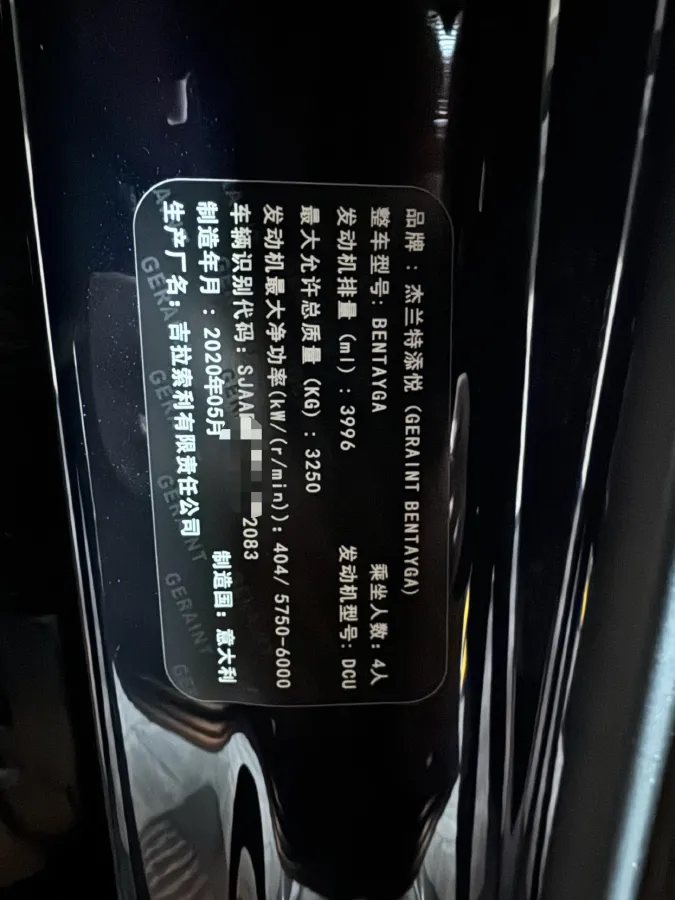 品牌：杰兰特添悦 (GERAINT BENTAYGA)
整车型号: BENTAYGA 乘坐人数: 4人
发动机排量 (ml) : 3996 发动机型号: DCU
最大允许总质量 (KG) : 3250
发动机最大净功率(kW/(r/min)): 404/ 5750-6000
车辆识别代码: SJAA 2083
制造年月：2020年05月 制造国: 意大利
生产厂名: 吉拉索利有限责任公司
GERAINT
GERAINT
GERAINT
GERAINT